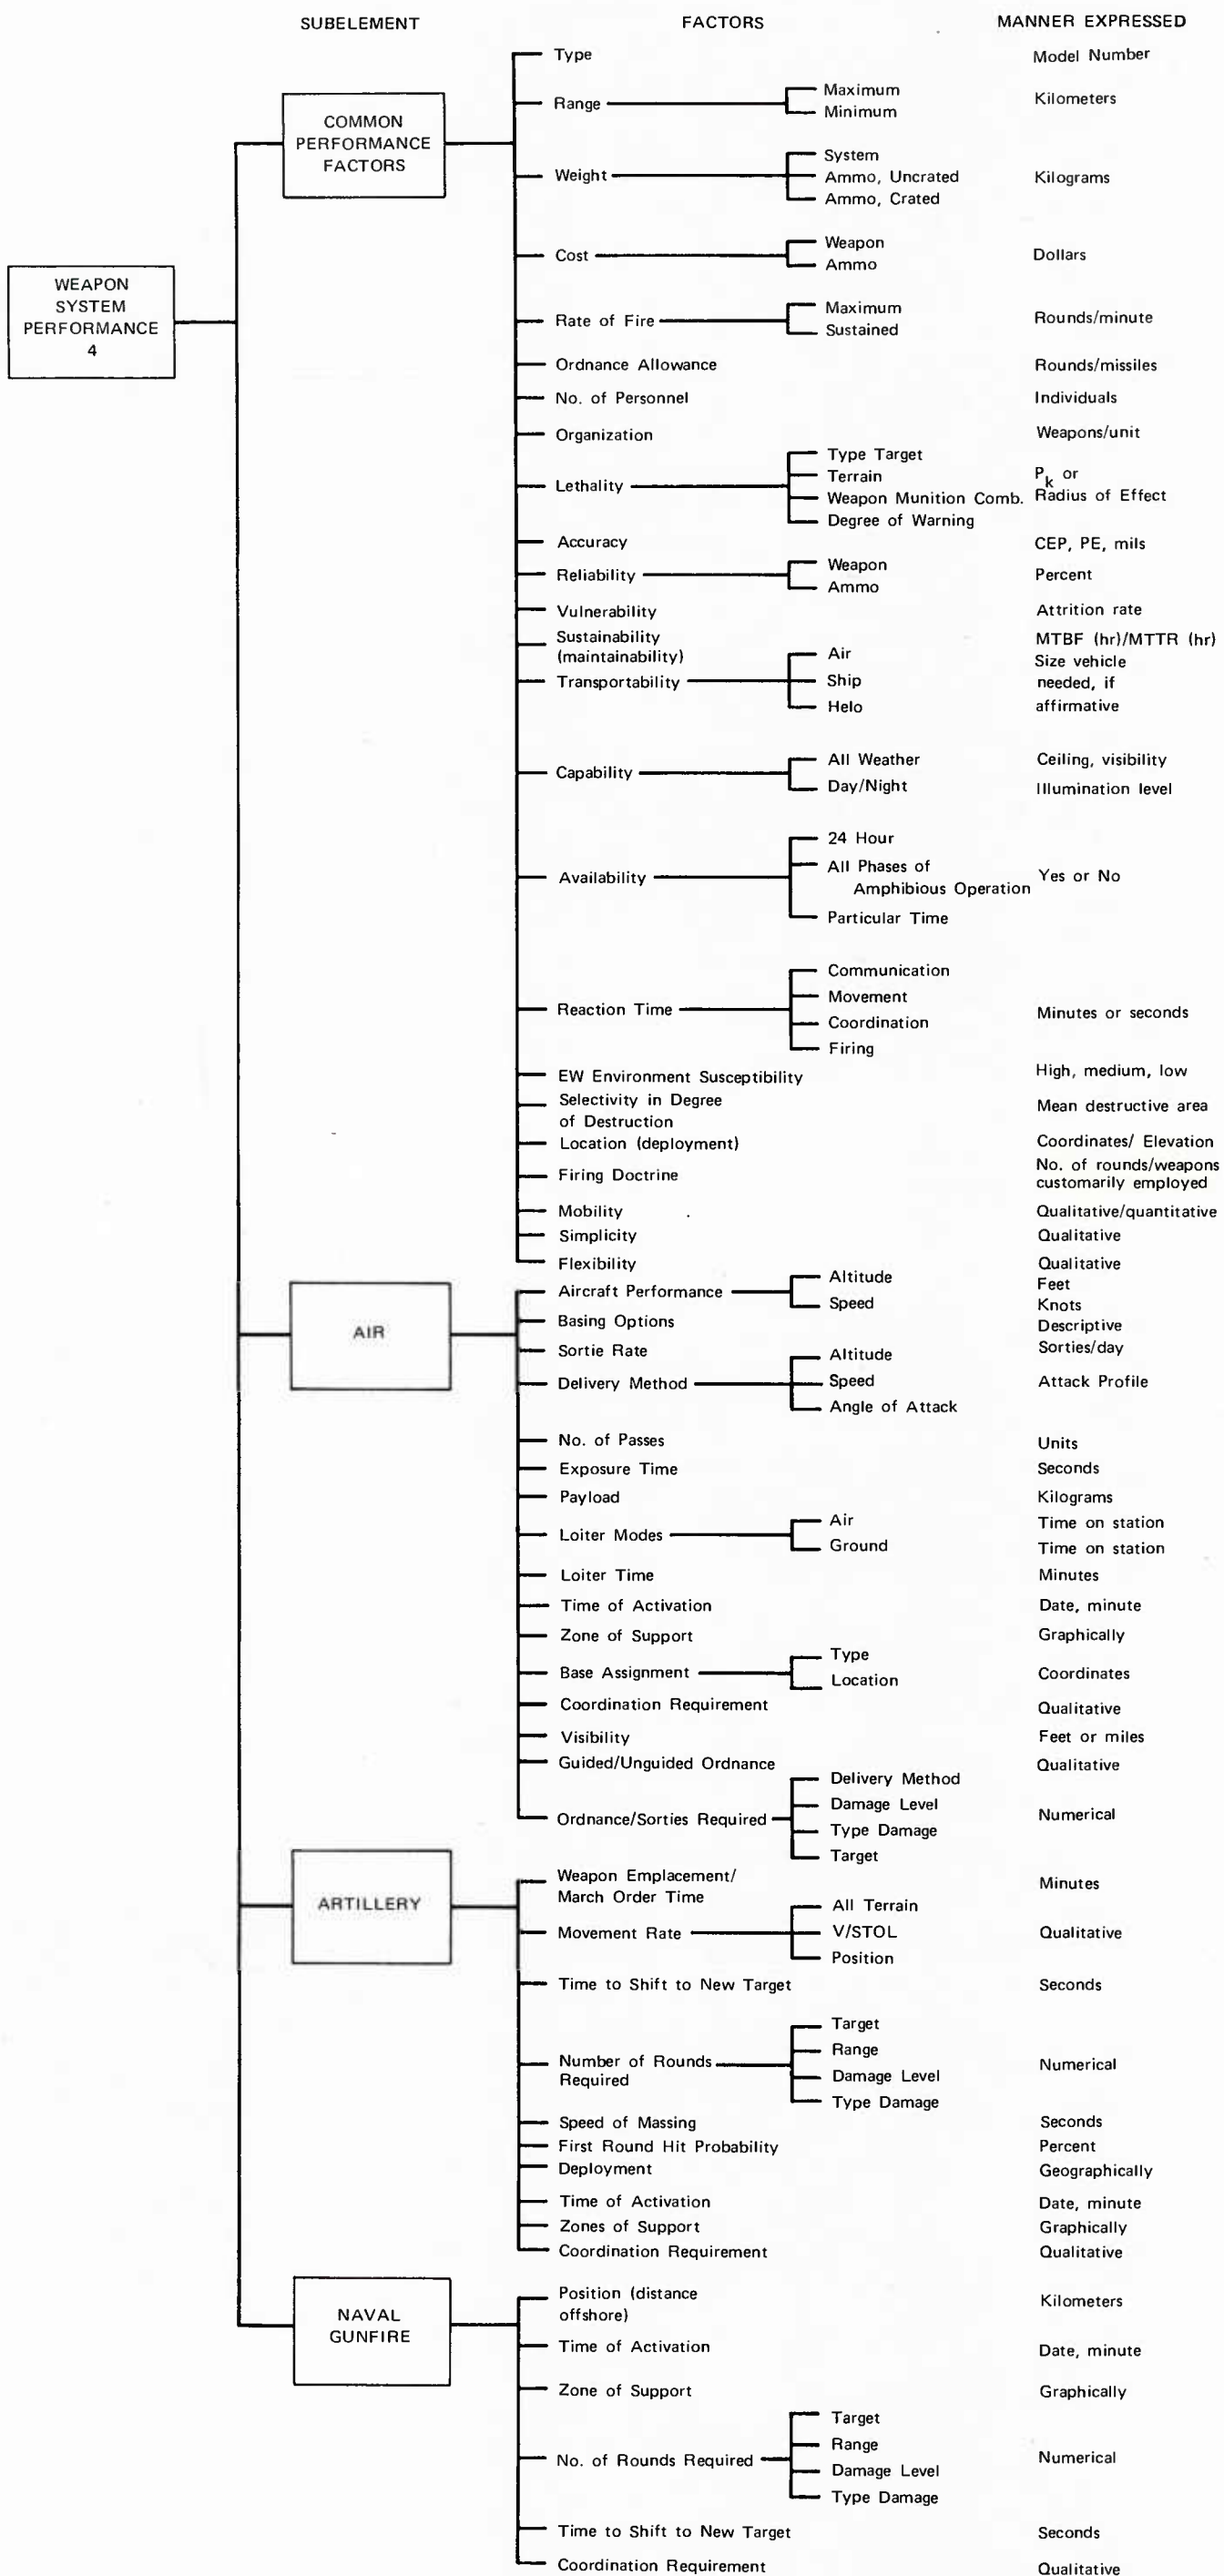 SUBELEMENT FACTORS MANNER EXPRESSED
WEAPON
SYSTEM
PERFORMANCE
4
COMMON
PERFORMANCE
FACTORS
Type Model Number
Range Maximum Kilometers
Minimum
Weight System Kilograms
Ammo, Uncrated
Ammo, Crated
Cost Weapon Dollars
Ammo
Rate of Fire Maximum Rounds/minute
Sustained
Ordnance Allowance Rounds/missiles
No. of Personnel Individuals
Organization Weapons/unit
Lethality Type Target Pk or
Terrain Radius of Effect
Weapon Munition Comb.
Degree of Warning
Accuracy CEP, PE, mils
Reliability Weapon Percent
Ammo
Vulnerability Attrition rate
Sustainability MTBF (hr)/MTTR (hr)
(maintainability)
Transportability Air Size vehicle
Ship needed, if
Helo affirmative
Capability All Weather Ceiling, visibility
Day/Night Illumination level
Availability 24 Hour Yes or No
All Phases of
Amphibious Operation
Particular Time
Reaction Time Communication Minutes or seconds
Movement
Coordination
Firing
EW Environment Susceptibility High, medium, low
Selectivity in Degree Mean destructive area
of Destruction
Location (deployment) Coordinates/ Elevation
Firing Doctrine No. of rounds/weapons
customarily employed
Mobility Qualitative/quantitative
Simplicity Qualitative
Flexibility Qualitative
AIR
Aircraft Performance Altitude Feet
Speed Knots
Basing Options Descriptive
Sortie Rate Sorties/day
Delivery Method Altitude Attack Profile
Speed
Angle of Attack
No. of Passes Units
Exposure Time Seconds
Payload Kilograms
Loiter Modes Air Time on station
Ground Time on station
Loiter Time Minutes
Time of Activation Date, minute
Zone of Support Graphically
Base Assignment Type Coordinates
Location
Coordination Requirement Qualitative
Visibility Feet or miles
Guided/Unguided Ordnance Qualitative
Ordnance/Sorties Required Delivery Method Numerical
Damage Level
Type Damage
Target
ARTILLERY
Weapon Emplacement/ Minutes
March Order Time
Movement Rate All Terrain Qualitative
V/STOL
Position
Time to Shift to New Target Seconds
Number of Rounds Target Numerical
Required Range
Damage Level
Type Damage
Speed of Massing Seconds
First Round Hit Probability Percent
Deployment Geographically
Time of Activation Date, minute
Zones of Support Graphically
Coordination Requirement Qualitative
NAVAL
GUNFIRE
Position (distance Kilometers
offshore)
Time of Activation Date, minute
Zone of Support Graphically
No. of Rounds Required Target Numerical
Range
Damage Level
Type Damage
Time to Shift to New Target Seconds
Coordination Requirement Qualitative